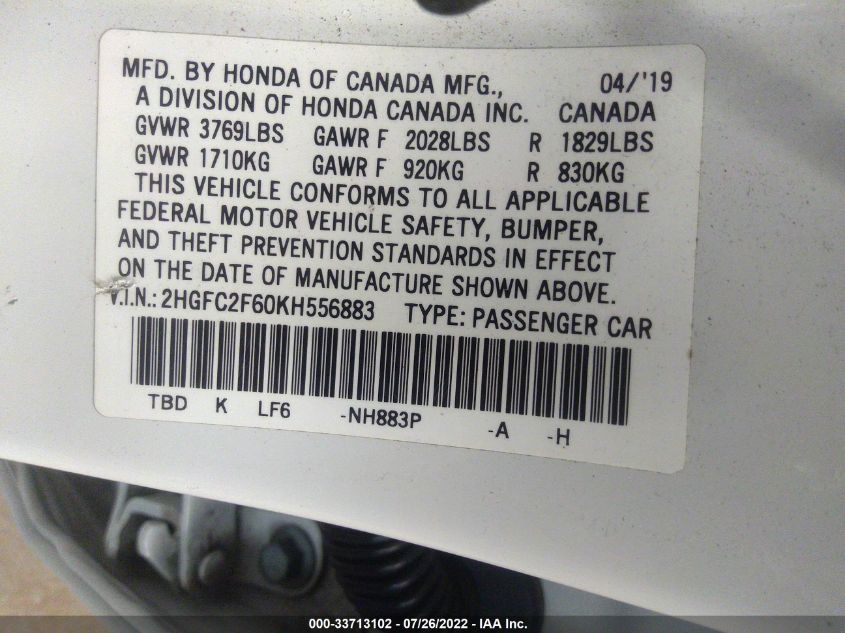 MFD. BY HONDA OF CANADA MFG., 04/'19
A DIVISION OF HONDA CANADA INC. CANADA
GVWR 3769LBS GAWR F 2028LBS R 1829LBS
GVWR 1710KG GAWR F 920KG R 830KG
THIS VEHICLE CONFORMS TO ALL APPLICABLE
FEDERAL MOTOR VEHICLE SAFETY, BUMPER,
AND THEFT PREVENTION STANDARDS IN EFFECT
ON THE DATE OF MANUFACTURE SHOWN ABOVE.
V.I.N.: 2HGFC2F60KH556883 TYPE: PASSENGER CAR
TBD K LF6 -NH883P -A -H
000-33713102 - 07/26/2022 - IAA Inc.